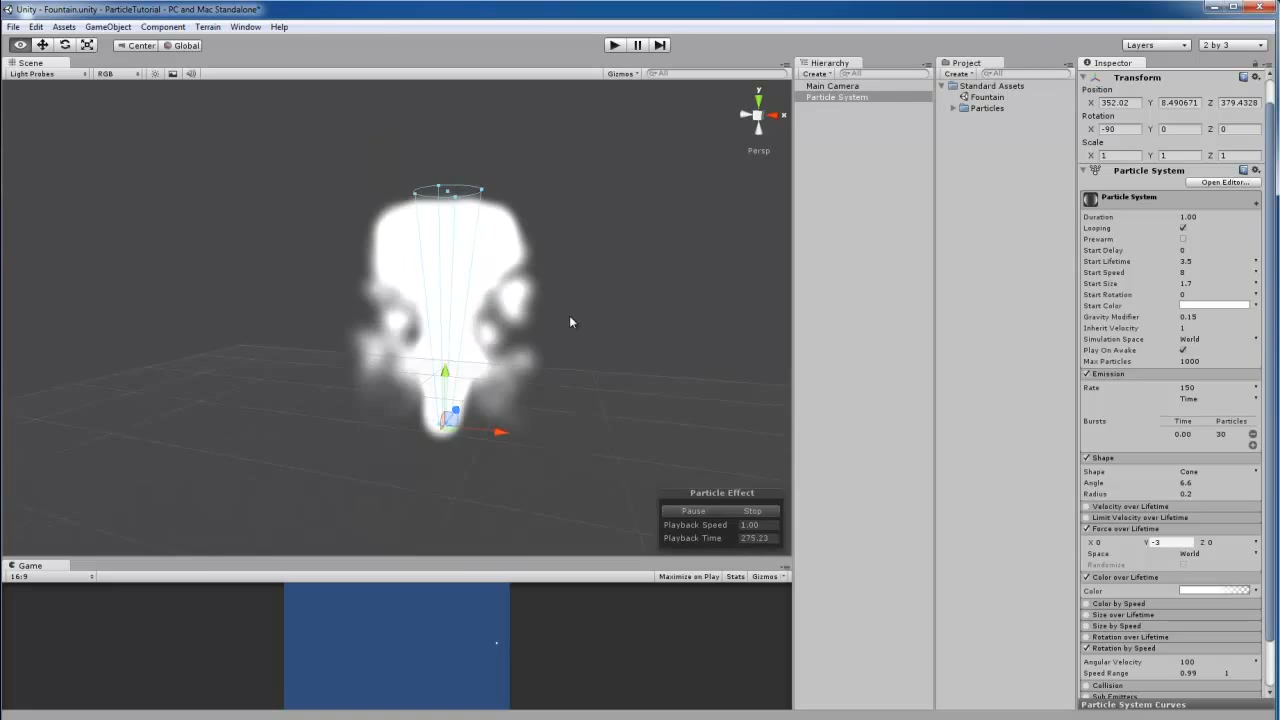 Unity - Fountain.unity - ParticleTutorial - PC and Mac Standalone*
File Edit Assets GameObject Component Terrain Window Help
Center Global
Layers
2 by 3
Scene
Light Probes RGB Gizmos All
y
x
Persp
Particle Effect
Pause Stop
Playback Speed 1.00
Playback Time 275.23
Game
16:9 Maximize on Play Stats Gizmos
Hierarchy
Create All
Main Camera
Particle System
Project
Create All
Standard Assets
Fountain
Particles
Inspector
Transform
Position
X 352.02 Y 8.490671 Z 379.4328
Rotation
X -90 Y 0 Z 0
Scale
X 1 Y 1 Z 1
Particle System
Open Editor...
Particle System
Duration 1.00
Looping
Prewarm
Start Delay 0
Start Lifetime 3.5
Start Speed 8
Start Size 1.7
Start Rotation 0
Start Color
Gravity Modifier 0.15
Inherit Velocity 1
Simulation Space World
Play On Awake
Max Particles 1000
Emission
Rate 150
Time
Bursts Time Particles
0.00 30
Shape
Shape Cone
Angle 6.6
Radius 0.2
Velocity over Lifetime
Limit Velocity over Lifetime
Force over Lifetime
X 0 Y -3 Z 0
Space World
Randomize
Color over Lifetime
Color
Color by Speed
Size over Lifetime
Size by Speed
Rotation over Lifetime
Rotation by Speed
Angular Velocity 100
Speed Range 0.99 1
Collision
Sub Emitters
Particle System Curves